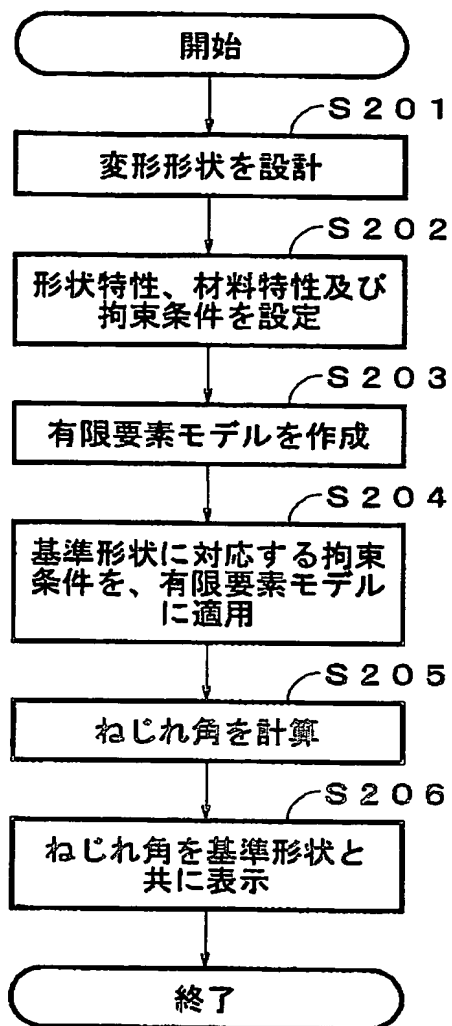 開始
S201
変形形状を設計
S202
形状特性、材料特性及び
拘束条件を設定
S203
有限要素モデルを作成
S204
基準形状に対応する拘束
条件を、有限要素モデル
に適用
S205
ねじれ角を計算
S206
ねじれ角を基準形状と
共に表示
終了